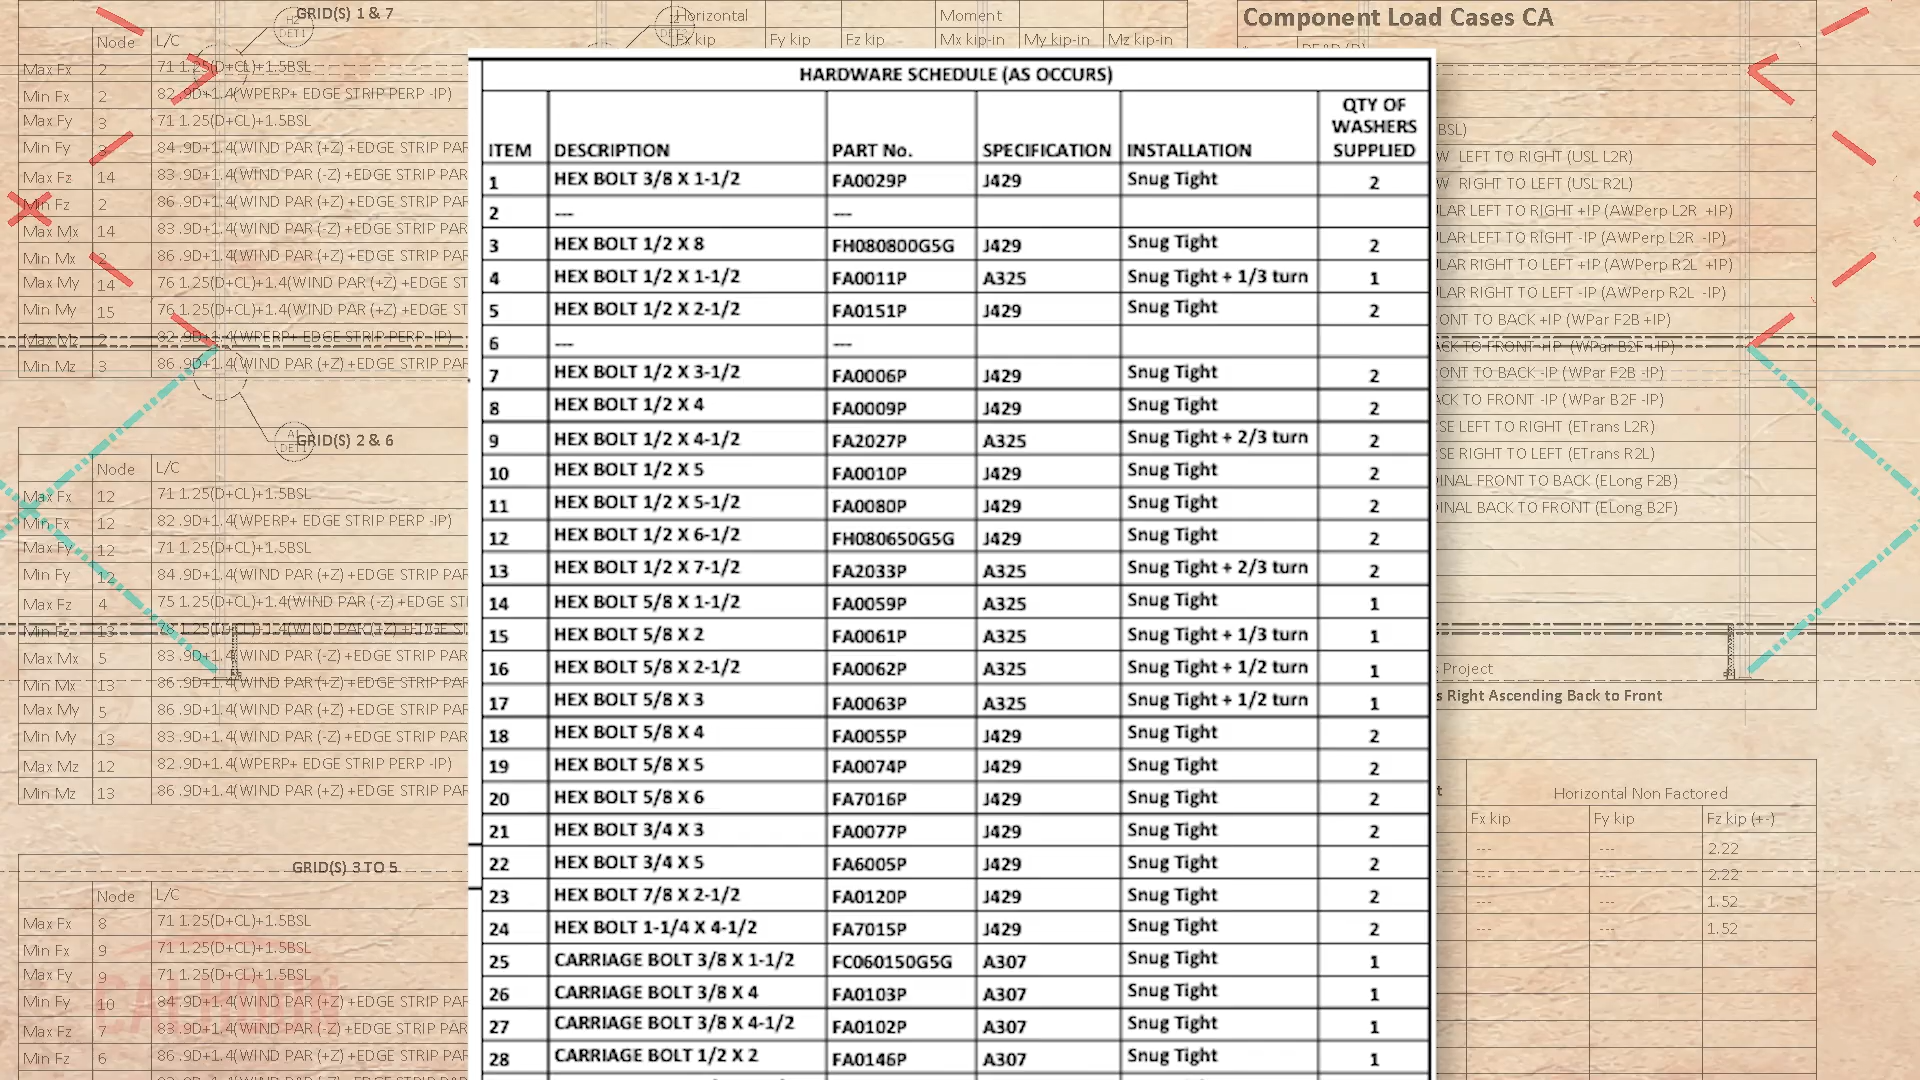 HARDWARE SCHEDULE (AS OCCURS)
ITEM DESCRIPTION PART No. SPECIFICATION INSTALLATION QTY OF WASHERS SUPPLIED
1 HEX BOLT 3/8 X 1-1/2 FA0029P J429 Snug Tight 2
2 --- ---
3 HEX BOLT 1/2 X 8 FH080800G5G J429 Snug Tight 2
4 HEX BOLT 1/2 X 1-1/2 FA0011P A325 Snug Tight + 1/3 turn 1
5 HEX BOLT 1/2 X 2-1/2 FA0151P J429 Snug Tight 2
6 --- ---
7 HEX BOLT 1/2 X 3-1/2 FA0006P J429 Snug Tight 2
8 HEX BOLT 1/2 X 4 FA0009P J429 Snug Tight 2
9 HEX BOLT 1/2 X 4-1/2 FA2027P A325 Snug Tight + 2/3 turn 2
10 HEX BOLT 1/2 X 5 FA0010P J429 Snug Tight 2
11 HEX BOLT 1/2 X 5-1/2 FA0080P J429 Snug Tight 2
12 HEX BOLT 1/2 X 6-1/2 FH080650G5G J429 Snug Tight 2
13 HEX BOLT 1/2 X 7-1/2 FA2033P A325 Snug Tight + 2/3 turn 2
14 HEX BOLT 5/8 X 1-1/2 FA0059P A325 Snug Tight 1
15 HEX BOLT 5/8 X 2 FA0061P A325 Snug Tight + 1/3 turn 1
16 HEX BOLT 5/8 X 2-1/2 FA0062P A325 Snug Tight + 1/2 turn 1
17 HEX BOLT 5/8 X 3 FA0063P A325 Snug Tight + 1/2 turn 1
18 HEX BOLT 5/8 X 4 FA0055P J429 Snug Tight 2
19 HEX BOLT 5/8 X 5 FA0074P J429 Snug Tight 2
20 HEX BOLT 5/8 X 6 FA7016P J429 Snug Tight 2
21 HEX BOLT 3/4 X 3 FA0077P J429 Snug Tight 2
22 HEX BOLT 3/4 X 5 FA6005P J429 Snug Tight 2
23 HEX BOLT 7/8 X 2-1/2 FA0120P J429 Snug Tight 2
24 HEX BOLT 1-1/4 X 4-1/2 FA7015P J429 Snug Tight 2
25 CARRIAGE BOLT 3/8 X 1-1/2 FC060150G5G A307 Snug Tight 1
26 CARRIAGE BOLT 3/8 X 4 FA0103P A307 Snug Tight 1
27 CARRIAGE BOLT 3/8 X 4-1/2 FA0102P A307 Snug Tight 1
28 CARRIAGE BOLT 1/2 X 2 FA0146P A307 Snug Tight 1
GRID(S) 1 & 7
Horizontal Moment
Node L/C Fx kip Fy kip Fz kip Mx kip-in My kip-in Mz kip-in
Max Fx 2 71 1.25(D+CL)+1.5BSL
Min Fx 2 82 .9D+1.4(WPERP+ EDGE STRIP PERP -IP)
Max Fy 3 71 1.25(D+CL)+1.5BSL
Min Fy 3 84 .9D+1.4(WIND PAR (+Z) +EDGE STRIP PAR
Max Fz 14 83 .9D+1.4(WIND PAR (-Z) +EDGE STRIP PAR
Min Fz 2 86 .9D+1.4(WIND PAR (+Z) +EDGE STRIP PAR
Max Mx 14 83 .9D+1.4(WIND PAR (-Z) +EDGE STRIP PAR
Min Mx 2 86 .9D+1.4(WIND PAR (+Z) +EDGE STRIP PAR
Max My 14 76 1.25(D+CL)+1.4(WIND PAR (+Z) +EDGE ST
Min My 15 76 1.25(D+CL)+1.4(WIND PAR (+Z) +EDGE ST
Max Mz 2 82 .9D+1.4(WPERP+ EDGE STRIP PERP -IP)
Min Mz 3 86 .9D+1.4(WIND PAR (+Z) +EDGE STRIP PAR
A1
DET1
GRID(S) 2 & 6
Node L/C
Max Fx 12 71 1.25(D+CL)+1.5BSL
Min Fx 12 82 .9D+1.4(WPERP+ EDGE STRIP PERP -IP)
Max Fy 12 71 1.25(D+CL)+1.5BSL
Min Fy 12 84 .9D+1.4(WIND PAR (+Z) +EDGE STRIP PAR
Max Fz 4 75 1.25(D+CL)+1.4(WIND PAR (-Z) +EDGE ST
Min Fz 13
Max Mx 5 83 .9D+1.4(WIND PAR (-Z) +EDGE STRIP PAR
Min Mx 13 86 .9D+1.4(WIND PAR (+Z) +EDGE STRIP PAR
Max My 5 86 .9D+1.4(WIND PAR (+Z) +EDGE STRIP PAR
Min My 13 83 .9D+1.4(WIND PAR (-Z) +EDGE STRIP PAR
Max Mz 12 82 .9D+1.4(WPERP+ EDGE STRIP PERP -IP)
Min Mz 13 86 .9D+1.4(WIND PAR (+Z) +EDGE STRIP PAR
GRID(S) 3 TO 5
Node L/C
Max Fx 8 71 1.25(D+CL)+1.5BSL
Min Fx 9 71 1.25(D+CL)+1.5BSL
Max Fy 9 71 1.25(D+CL)+1.5BSL
Min Fy 10 84 .9D+1.4(WIND PAR (+Z) +EDGE STRIP PAR
Max Fz 7 83 .9D+1.4(WIND PAR (-Z) +EDGE STRIP PAR
Min Fz 6 86 .9D+1.4(WIND PAR (+Z) +EDGE STRIP PAR
CALHOUN
Component Load Cases CA
BSL)
W LEFT TO RIGHT (USL L2R)
W RIGHT TO LEFT (USL R2L)
ULAR LEFT TO RIGHT +IP (AWPerp L2R +IP)
ULAR LEFT TO RIGHT -IP (AWPerp L2R -IP)
ULAR RIGHT TO LEFT +IP (AWPerp R2L +IP)
ULAR RIGHT TO LEFT -IP (AWPerp R2L -IP)
ONT TO BACK +IP (WPar F2B +IP)
ACK TO FRONT +IP (WPar B2F +IP)
ONT TO BACK -IP (WPar F2B -IP)
ACK TO FRONT -IP (WPar B2F -IP)
SE LEFT TO RIGHT (ETrans L2R)
SE RIGHT TO LEFT (ETrans R2L)
DINAL FRONT TO BACK (ELong F2B)
DINAL BACK TO FRONT (ELong B2F)
s Project
s Right Ascending Back to Front
t Horizontal Non Factored
Fx kip Fy kip Fz kip (+-)
--- --- 2.22
--- --- 2.22
--- --- 1.52
--- --- 1.52